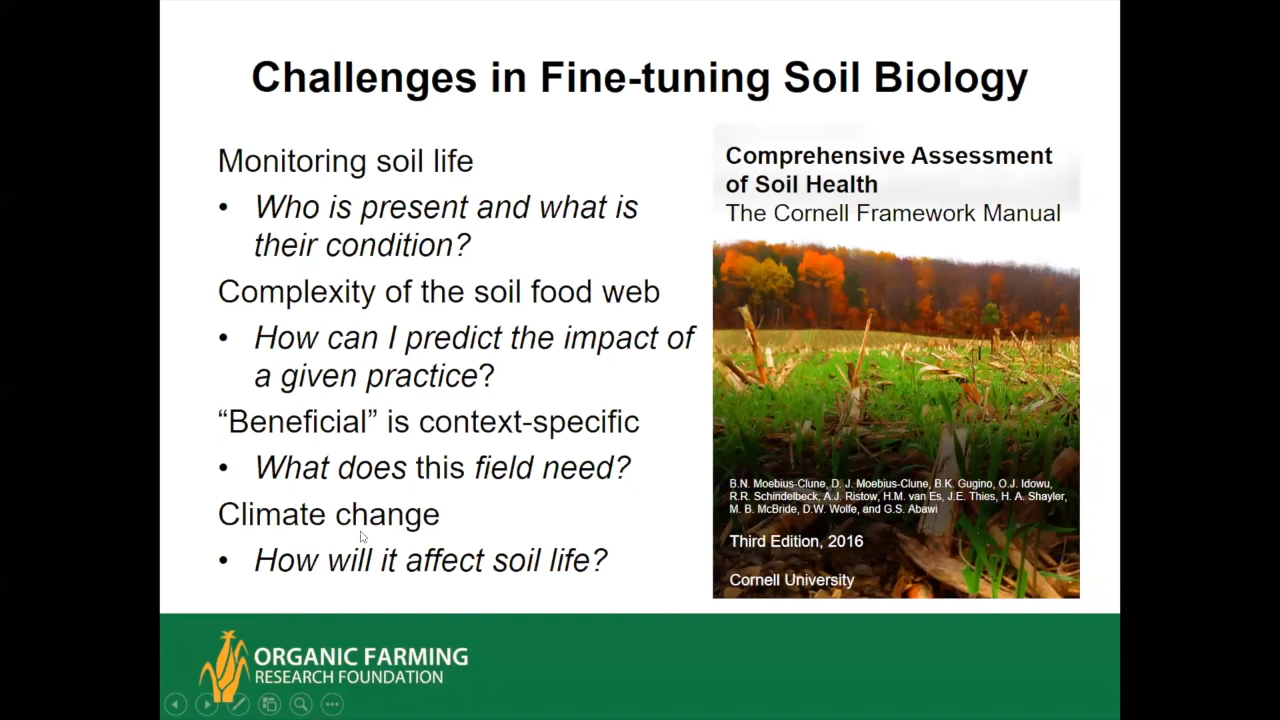 Challenges in Fine-tuning Soil Biology
Monitoring soil life
• Who is present and what is
their condition?
Complexity of the soil food web
• How can I predict the impact of
a given practice?
“Beneficial” is context-specific
• What does this field need?
Climate change
• How will it affect soil life?
Comprehensive Assessment
of Soil Health
The Cornell Framework Manual
B.N. Moebius-Clune, D. J. Moebius-Clune, B.K. Gugino, O.J. Idowu,
R.R. Schindelbeck, A.J. Ristow, H.M. van Es, J.E. Thies, H. A. Shayler,
M. B. McBride, D.W. Wolfe, and G.S. Abawi
Third Edition, 2016
Cornell University
ORGANIC FARMING
RESEARCH FOUNDATION